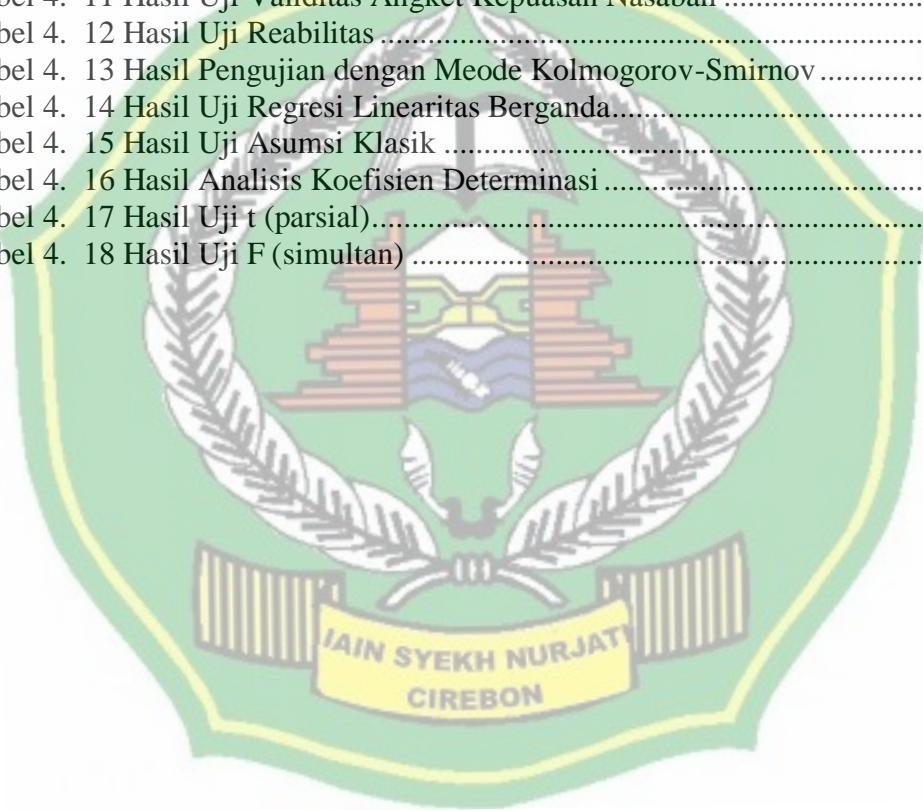 bel 4. 11 Hasil Uji Validitas Angket Kepuasan Nasabah ........................
bel 4. 12 Hasil Uji Reabilitas ........................
bel 4. 13 Hasil Pengujian dengan Meode Kolmogorov-Smirnov ........................
bel 4. 14 Hasil Uji Regresi Linearitas Berganda ........................
bel 4. 15 Hasil Uji Asumsi Klasik ........................
bel 4. 16 Hasil Analisis Koefisien Determinasi ........................
bel 4. 17 Hasil Uji t (parsial) ........................
bel 4. 18 Hasil Uji F (simultan) ........................
IAIN SYEKH NURJATI
CIREBON